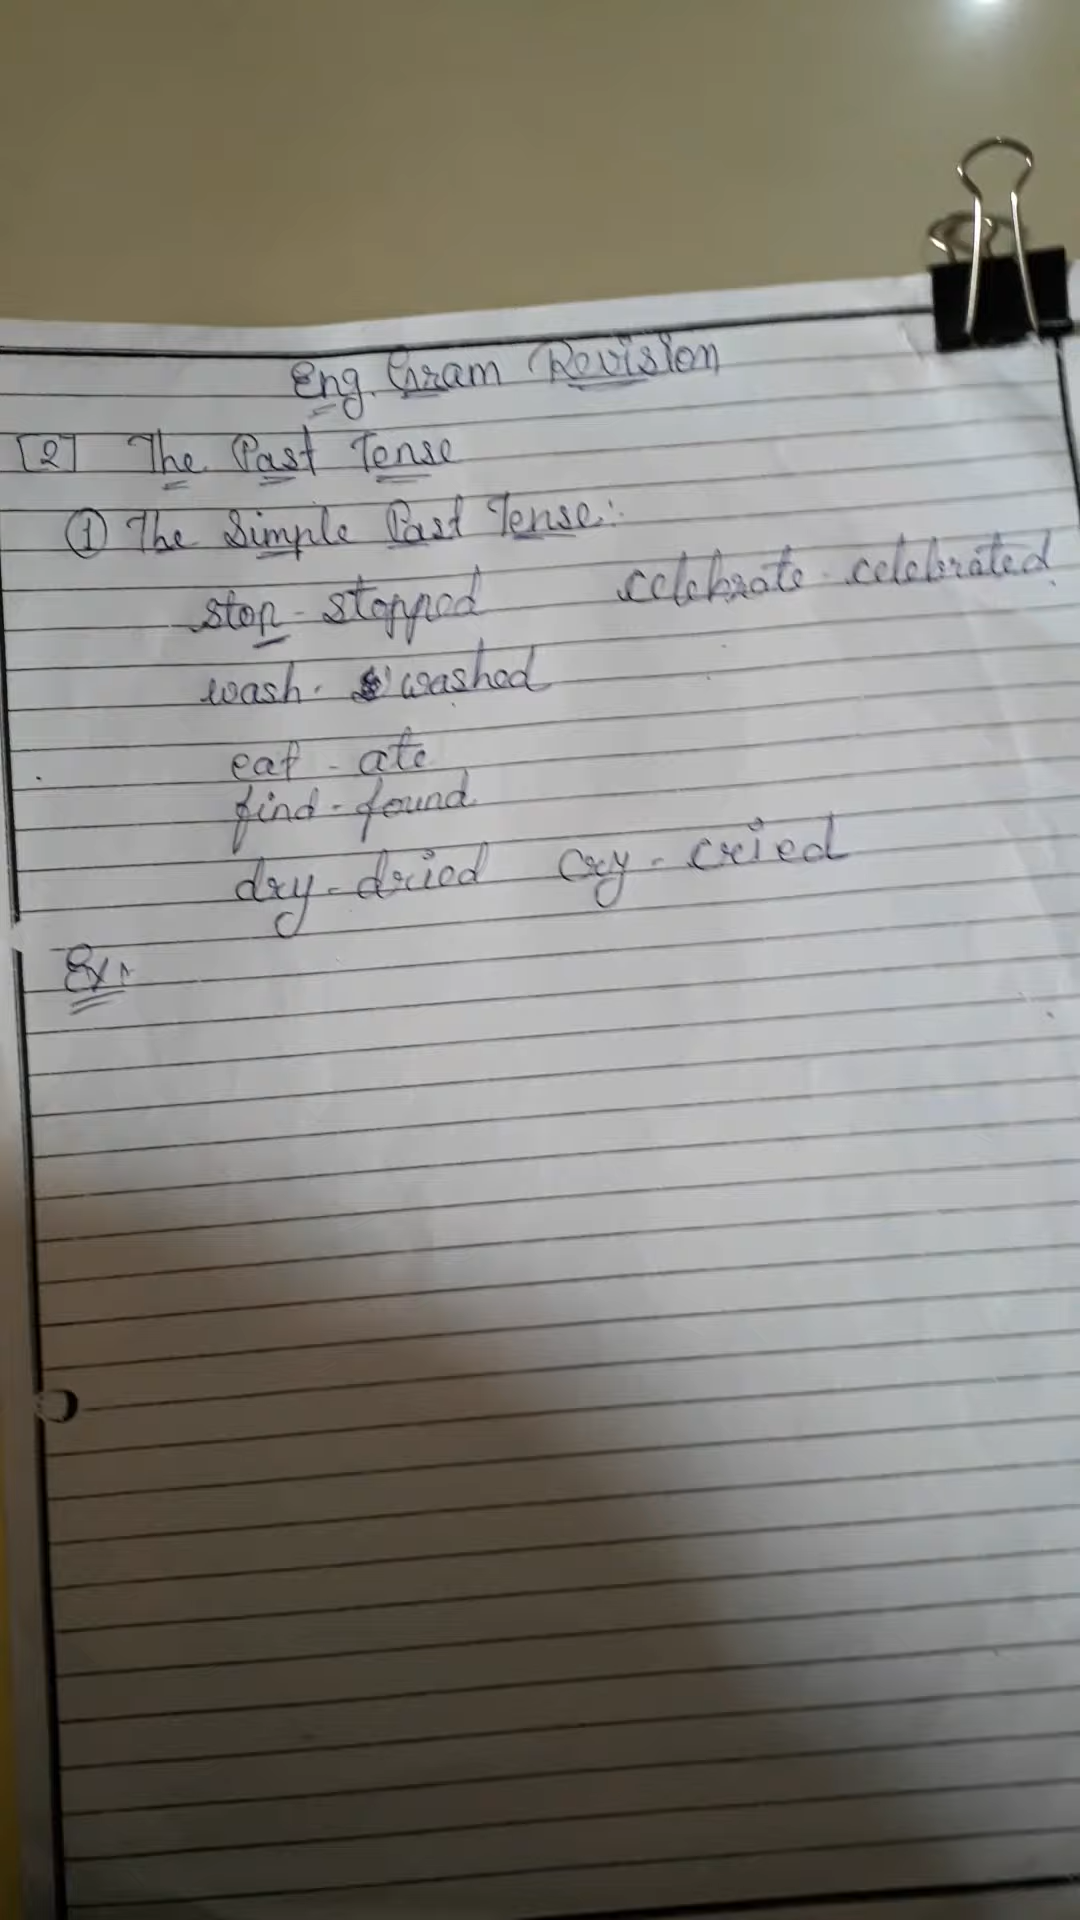 Eng. Gram Revision
[2] The Past Tense
① The Simple Past Tense:
stop - stopped celebrate - celebrated
wash - washed
eat - ate
find - found
dry - dried cry - cried
Ex: